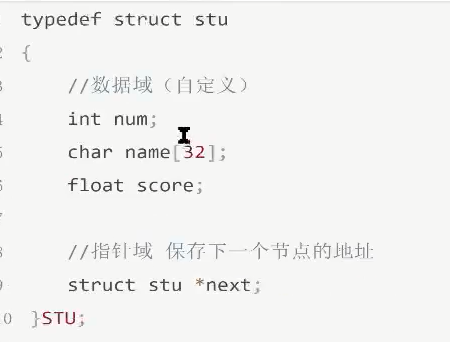 typedef struct stu
2 {
3 //数据域（自定义）
4 int num;
5 char name[32];
6 float score;
7
8 //指针域 保存下一个节点的地址
9 struct stu *next;
10 }STU;